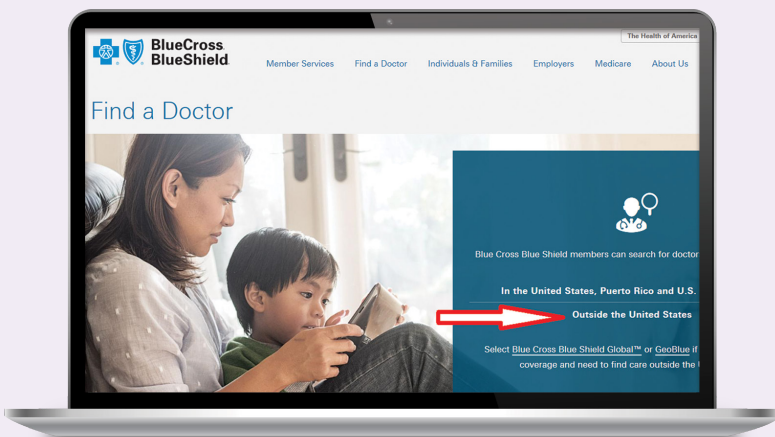 The Health of America
BlueCross
BlueShield
Member Services Find a Doctor Individuals & Families Employers Medicare About Us
Find a Doctor
Blue Cross Blue Shield members can search for doctor
In the United States, Puerto Rico and U.S.
Outside the United States
Select Blue Cross Blue Shield Global™ or GeoBlue if
coverage and need to find care outside the